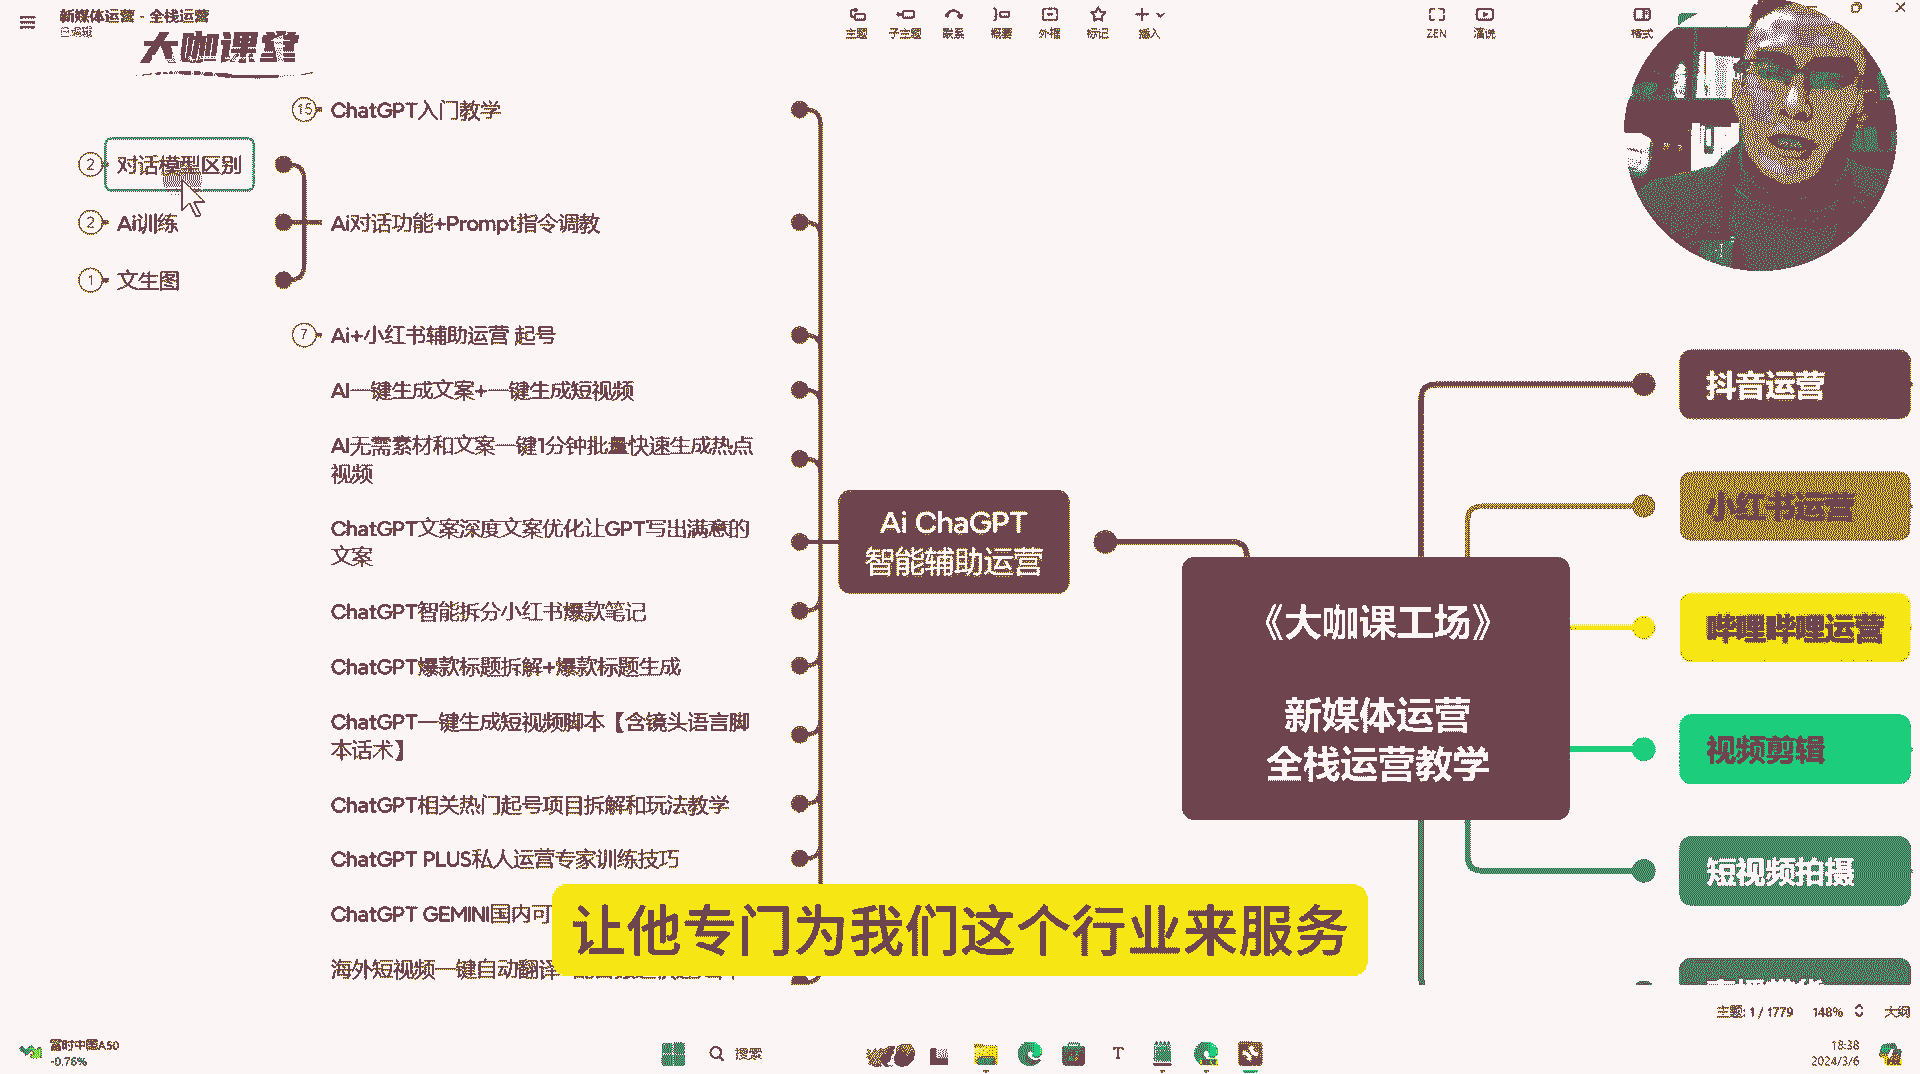 新媒体运营 - 全栈运营
已编辑
大咖课堂
主题
子主题
联系
概要
外框
标记
插入
ZEN
演说
格式
15
ChatGPT入门教学
2
对话模型区别
2
Ai训练
1
文生图
Ai对话功能+Prompt指令调教
7
Ai+小红书辅助运营 起号
AI一键生成文案+一键生成短视频
AI无需素材和文案一键1分钟批量快速生成热点
视频
ChatGPT文案深度文案优化让GPT写出满意的
文案
ChatGPT智能拆分小红书爆款笔记
ChatGPT爆款标题拆解+爆款标题生成
ChatGPT一键生成短视频脚本【含镜头语言脚
本话术】
ChatGPT相关热门起号项目拆解和玩法教学
ChatGPT PLUS私人运营专家训练技巧
ChatGPT GEMINI国内可
海外短视频一键自动翻译
Ai ChaGPT
智能辅助运营
《大咖课工场》
新媒体运营
全栈运营教学
抖音运营
小红书运营
哔哩哔哩运营
视频剪辑
短视频拍摄
让他专门为我们这个行业来服务
主题: 1 / 1779
148%
大纲
富时中国A50
-0.76%
搜索
18:38
2024/3/6